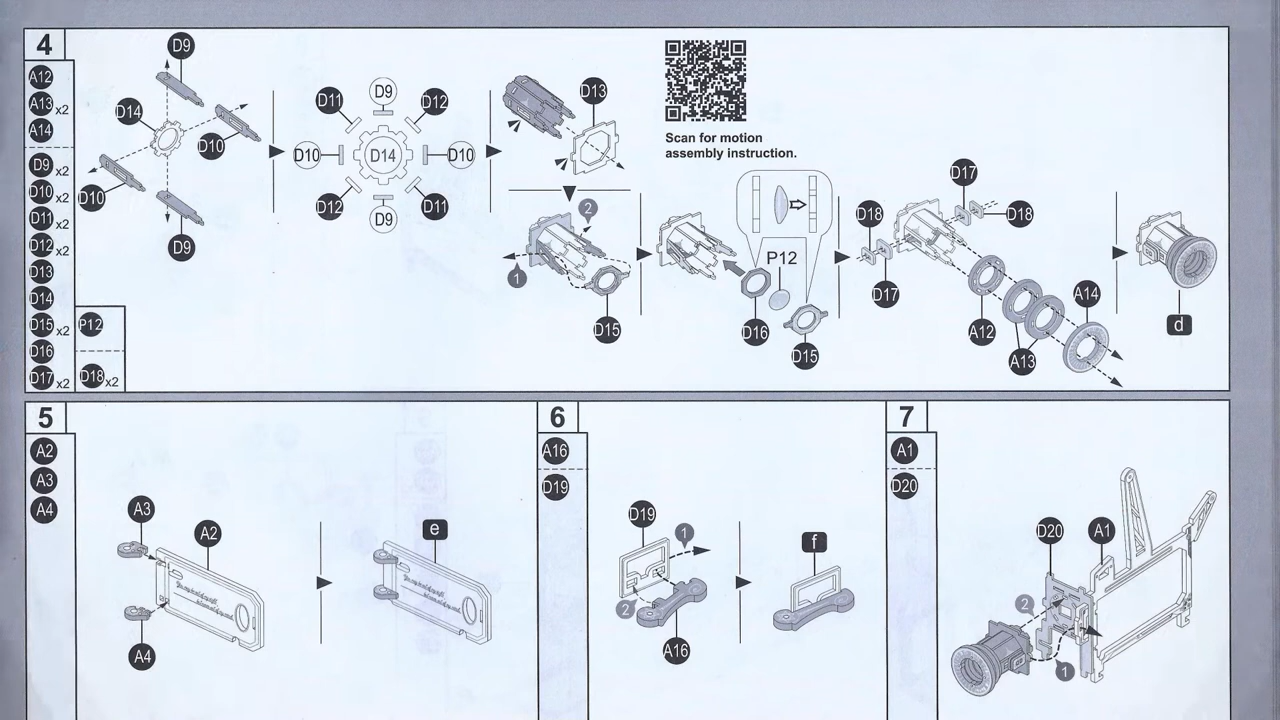 4
A12
A13 x2
A14
D9 x2
D10 x2
D11 x2
D12 x2
D13
D14
D15 x2
D16
D17 x2
P12
D18 x2
D9
D14
D10
D10
D9
D9
D11
D12
D10
D14
D10
D12
D11
D9
D13
Scan for motion
assembly instruction.
2
1
D15
P12
D16
D15
D17
D18
D18
D17
A12
A13
A14
d
5
A2
A3
A4
A3
A2
A4
e
6
A16
D19
D19
1
2
A16
f
7
A1
D20
D20
A1
2
1